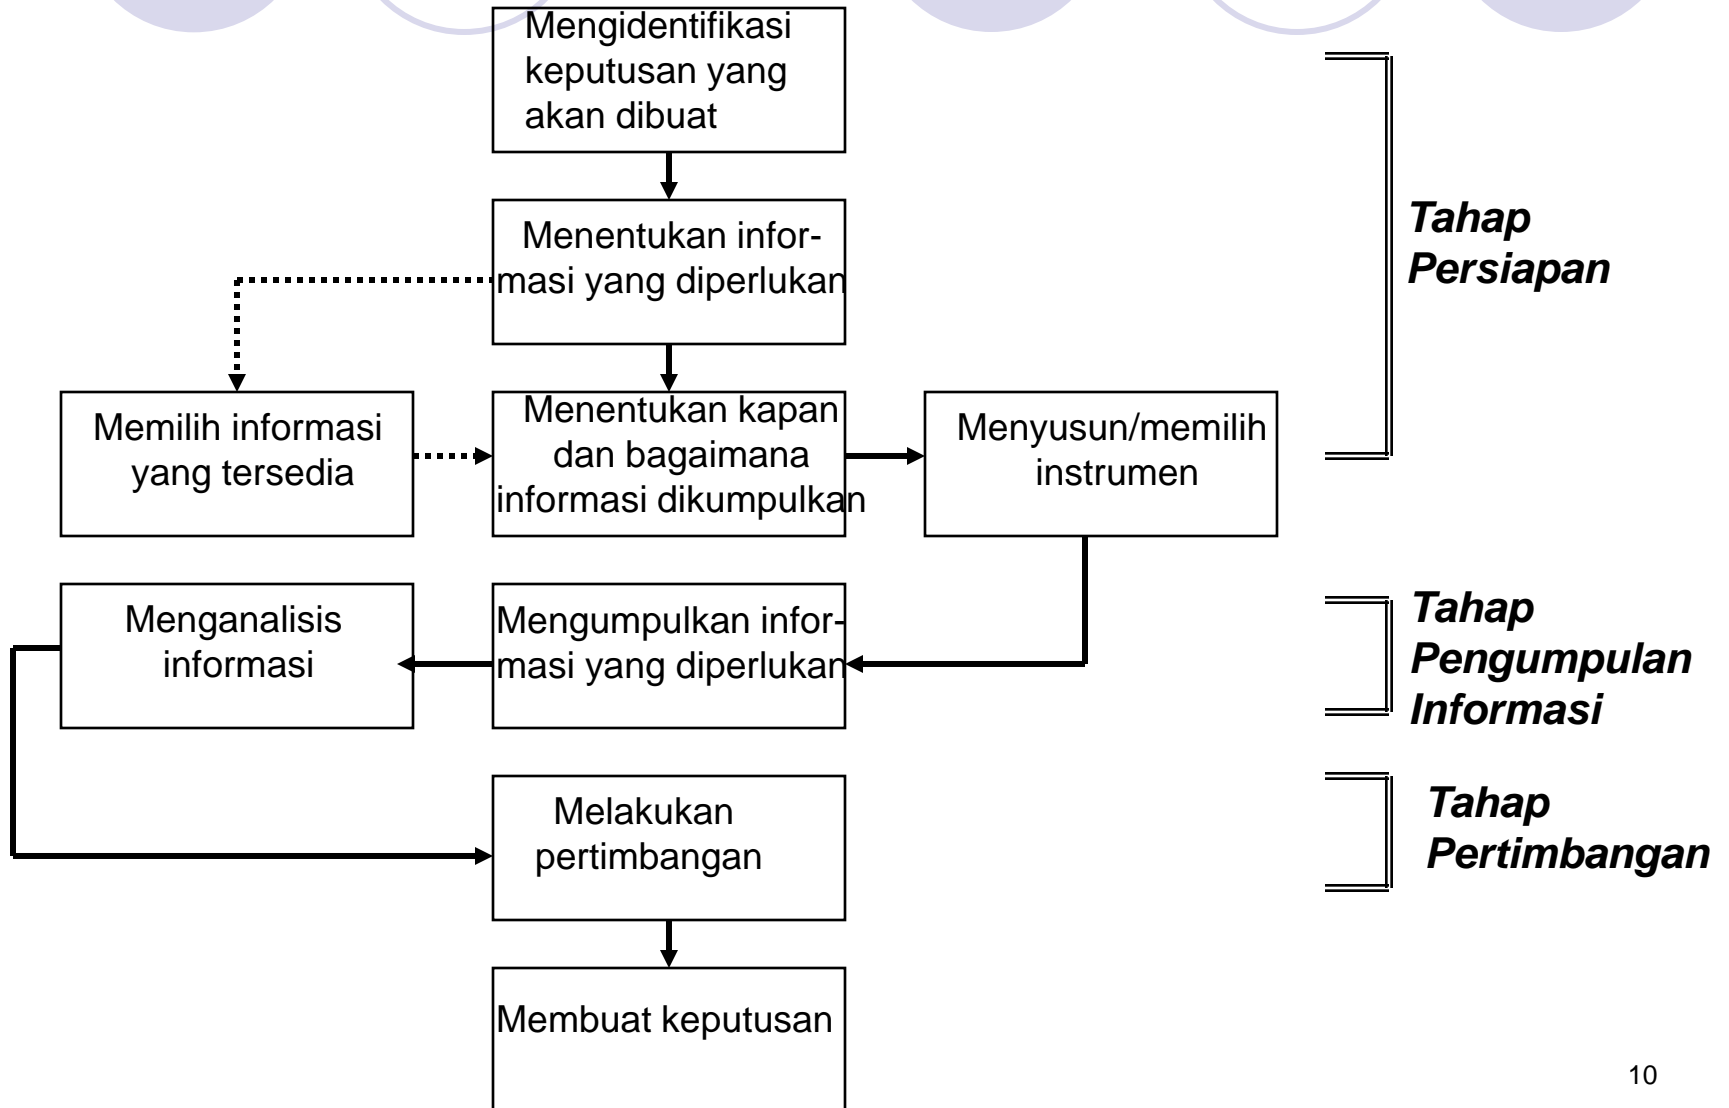 Mengidentifikasi
keputusan yang
akan dibuat
Menentukan infor-
masi yang diperlukan
Tahap
Persiapan
Memilih informasi
yang tersedia
Menentukan kapan
dan bagaimana
informasi dikumpulkan
Menyusun/memilih
instrumen
Menganalisis
informasi
Mengumpulkan infor-
masi yang diperlukan
Tahap
Pengumpulan
Informasi
Melakukan
pertimbangan
Tahap
Pertimbangan
Membuat keputusan
10